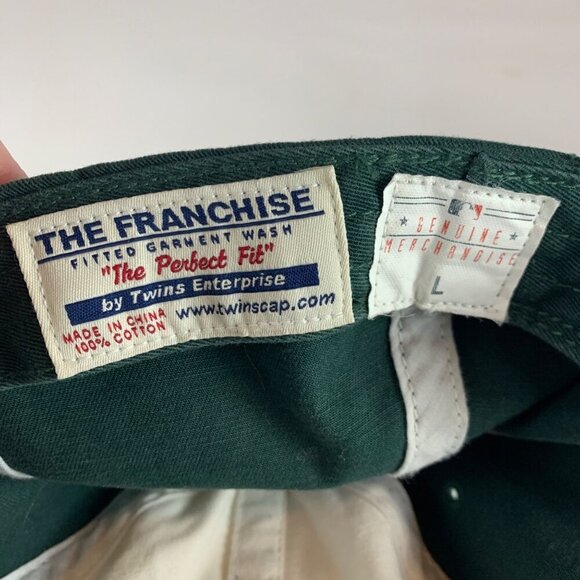 THE FRANCHISE
FITTED GARMENT WASH
"The Perfect Fit"
by Twins Enterprise
MADE IN CHINA
100% COTTON
www.twinscap.com
GENUINE
MERCHANDISE
L